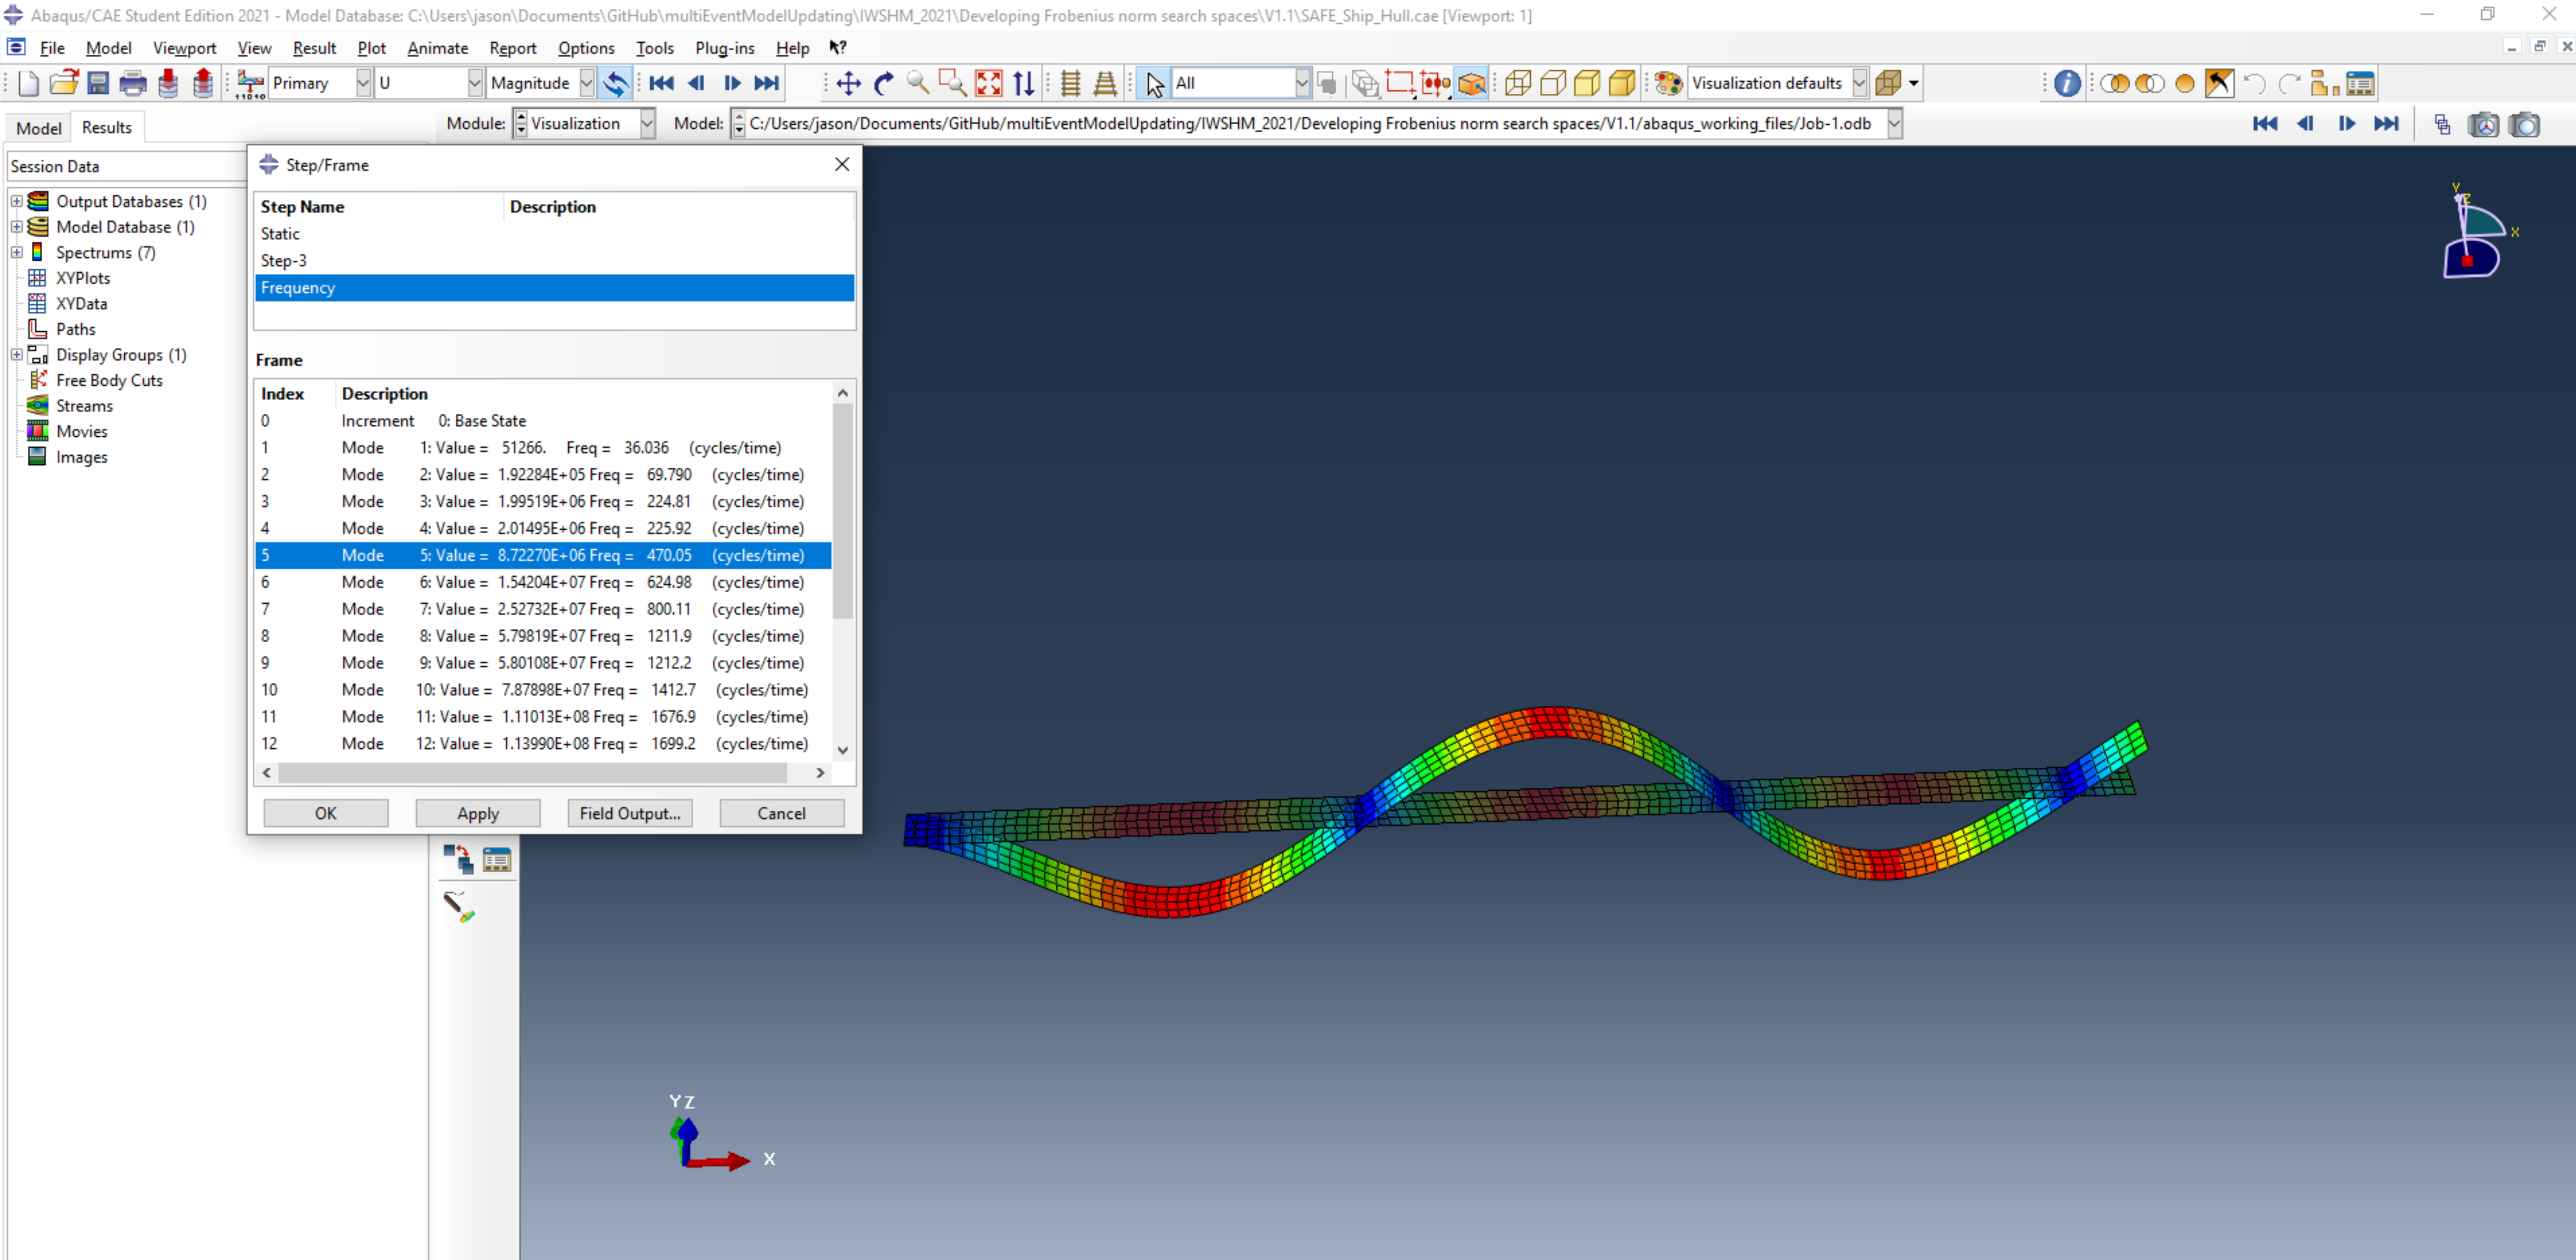 Abaqus/CAE Student Edition 2021 - Model Database: C:\Users\jason\Documents\GitHub\multiEventModelUpdating\IWSHM_2021\Developing Frobenius norm search spaces\V1.1\SAFE_Ship_Hull.cae [Viewport: 1]
File Model Viewport View Result Plot Animate Report Options Tools Plug-ins Help ?
11010 Primary U Magnitude All Visualization defaults
Model Results Module: Visualization Model: C:/Users/jason/Documents/GitHub/multiEventModelUpdating/IWSHM_2021/Developing Frobenius norm search spaces/V1.1/abaqus_working_files/Job-1.odb
Session Data
Output Databases (1)
Model Database (1)
Spectrums (7)
XYPlots
XYData
Paths
Display Groups (1)
Free Body Cuts
Streams
Movies
Images
Step/Frame
Step Name Description
Static
Step-3
Frequency
Frame
Index Description
0 Increment 0: Base State
1 Mode 1: Value = 51266. Freq = 36.036 (cycles/time)
2 Mode 2: Value = 1.92284E+05 Freq = 69.790 (cycles/time)
3 Mode 3: Value = 1.99519E+06 Freq = 224.81 (cycles/time)
4 Mode 4: Value = 2.01495E+06 Freq = 225.92 (cycles/time)
5 Mode 5: Value = 8.72270E+06 Freq = 470.05 (cycles/time)
6 Mode 6: Value = 1.54204E+07 Freq = 624.98 (cycles/time)
7 Mode 7: Value = 2.52732E+07 Freq = 800.11 (cycles/time)
8 Mode 8: Value = 5.79819E+07 Freq = 1211.9 (cycles/time)
9 Mode 9: Value = 5.80108E+07 Freq = 1212.2 (cycles/time)
10 Mode 10: Value = 7.87898E+07 Freq = 1412.7 (cycles/time)
11 Mode 11: Value = 1.11013E+08 Freq = 1676.9 (cycles/time)
12 Mode 12: Value = 1.13990E+08 Freq = 1699.2 (cycles/time)
OK Apply Field Output... Cancel
Y
Z
X
Y Z
X